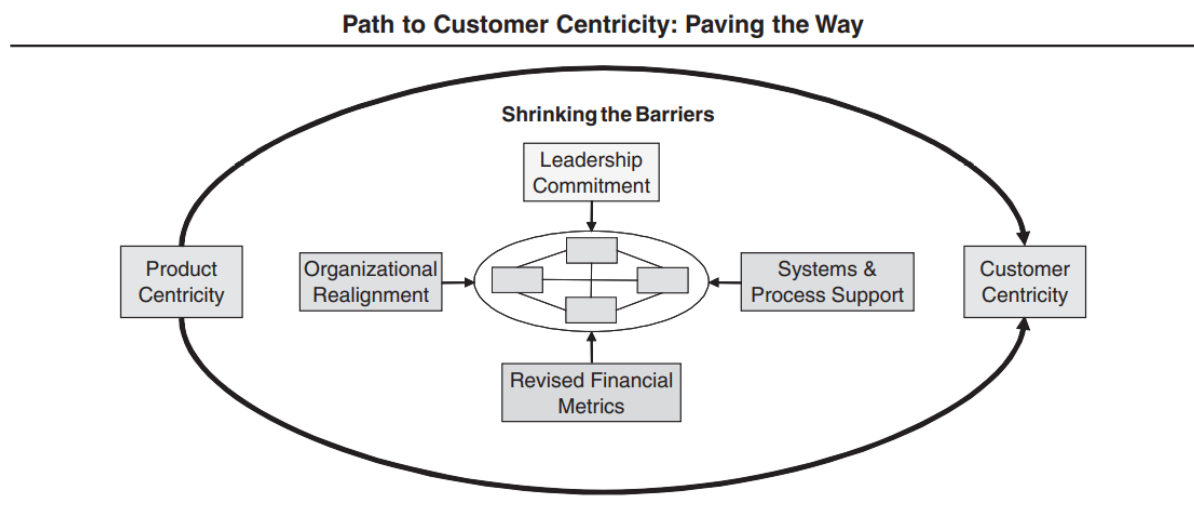 Path to Customer Centricity: Paving the Way
Shrinking the Barriers
Leadership
Commitment
Product
Centricity
Organizational
Realignment
Systems &
Process Support
Customer
Centricity
Revised Financial
Metrics